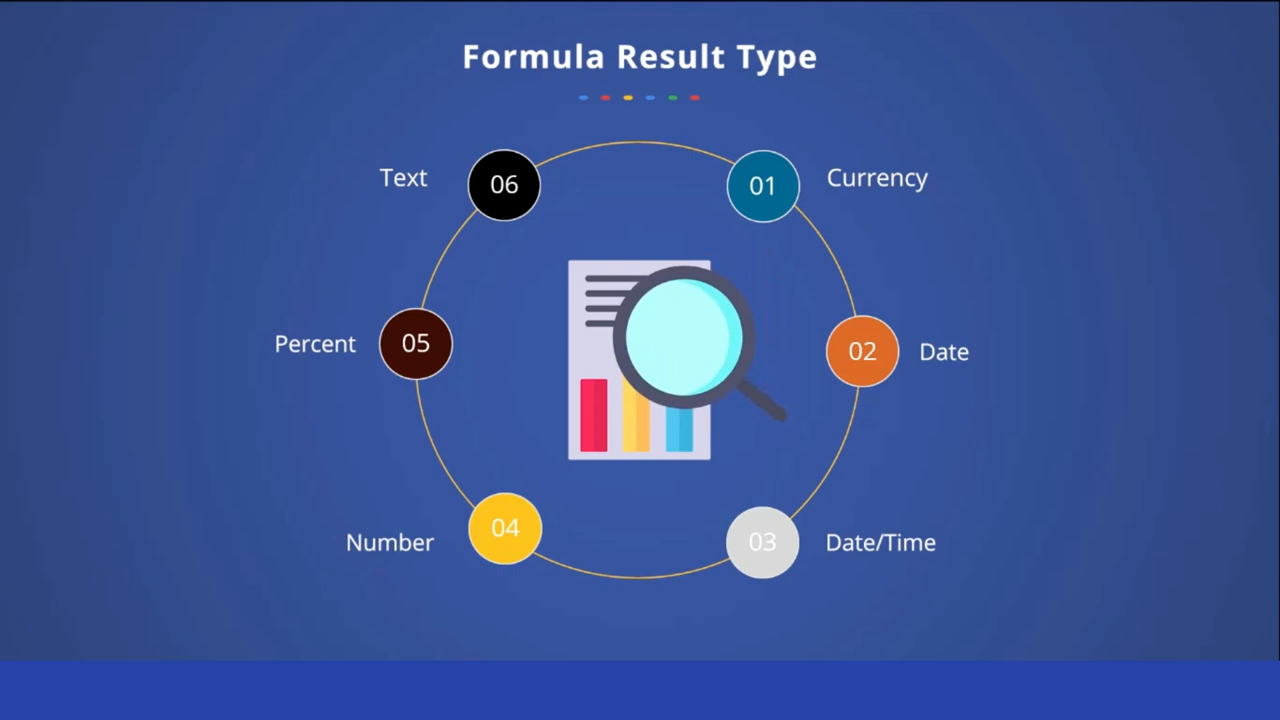 Formula Result Type
01 Currency
02 Date
03 Date/Time
04 Number
05 Percent
06 Text